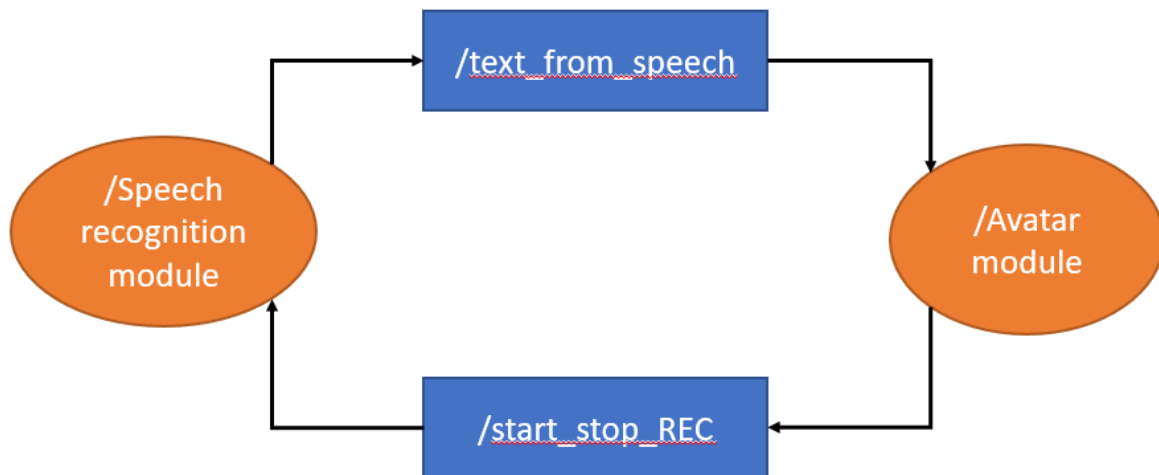 /text_from_speech
/Speech
recognition
module
/Avatar
module
/start_stop_REC